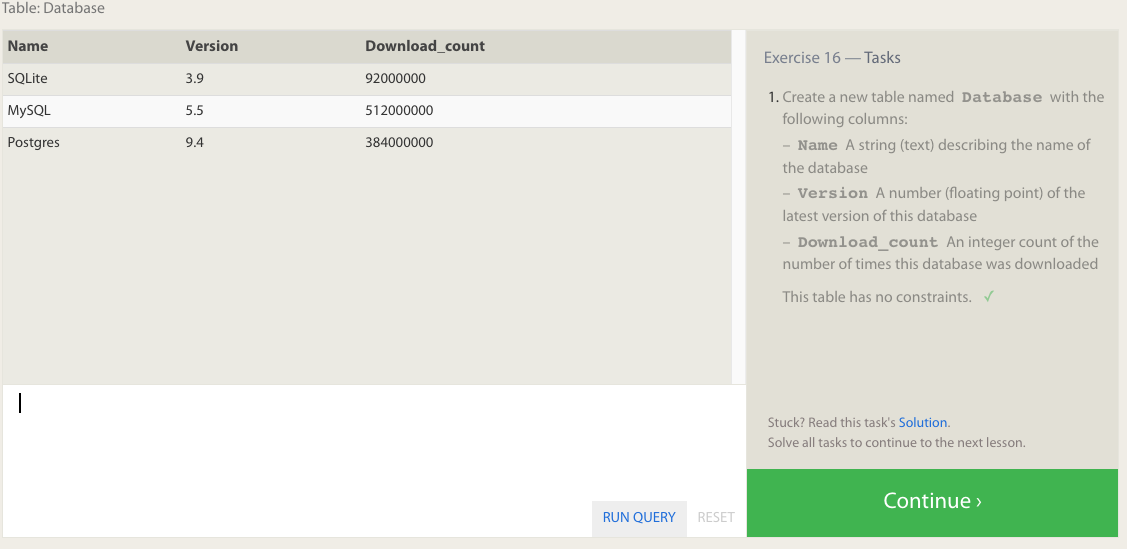 Table: Database
Name Version Download_count
SQLite 3.9 92000000
MySQL 5.5 512000000
Postgres 9.4 384000000
RUN QUERY RESET
Exercise 16 — Tasks
1. Create a new table named Database with the
following columns:
– Name A string (text) describing the name of
the database
– Version A number (floating point) of the
latest version of this database
– Download_count An integer count of the
number of times this database was downloaded
This table has no constraints. ✓
Stuck? Read this task's Solution.
Solve all tasks to continue to the next lesson.
Continue ›